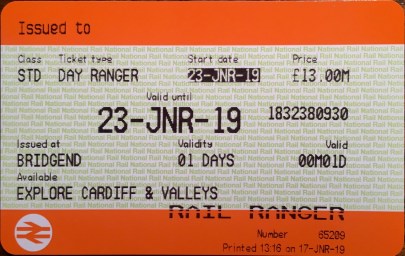 Issued to
Class Ticket type Start date Price
STD DAY RANGER 23-JNR-19 £13.00M
Valid until
23-JNR-19 1832380930
Issued at Validity Valid
BRIDGEND 01 DAYS 00M01D
Available
EXPLORE CARDIFF & VALLEYS
RAIL RANGER
Number 65209
Printed 13:16 on 17-JNR-19